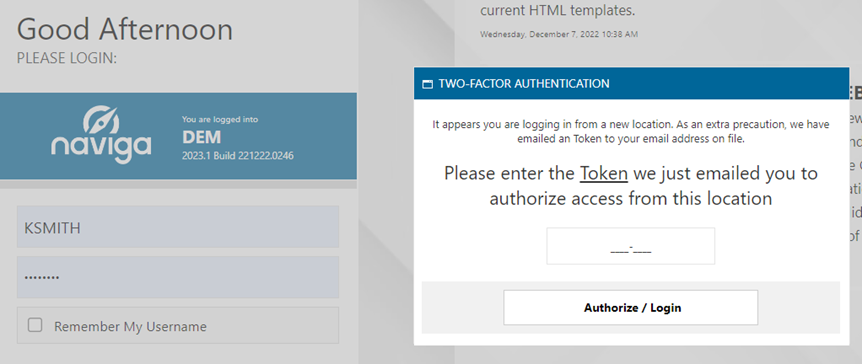 Good Afternoon
PLEASE LOGIN:
naviga
You are logged into
DEM
2023.1 Build 221222.0246
KSMITH
Remember My Username
current HTML templates.
Wednesday, December 7, 2022 10:38 AM
TWO-FACTOR AUTHENTICATION
It appears you are logging in from a new location. As an extra precaution, we have
emailed an Token to your email address on file.
Please enter the Token we just emailed you to
authorize access from this location
____-____
Authorize / Login